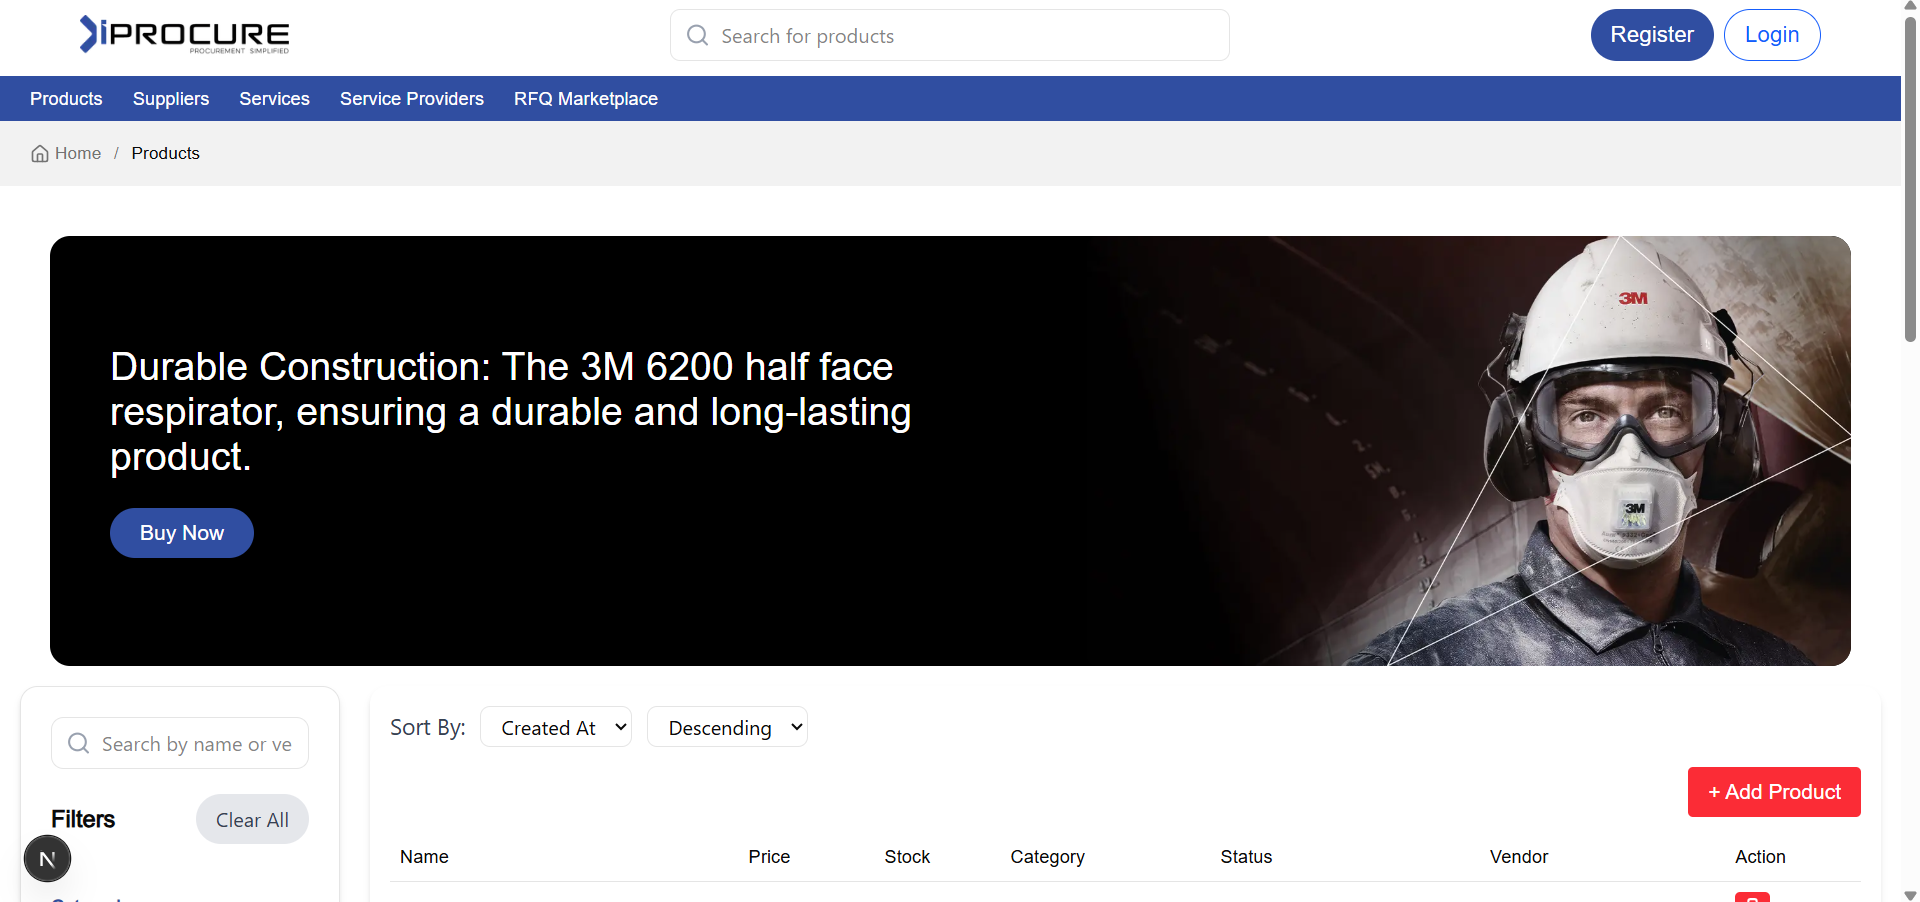 iPROCURE
PROCUREMENT SIMPLIFIED
Search for products
Register
Login
Products
Suppliers
Services
Service Providers
RFQ Marketplace
Home / Products
3M
3M
Durable Construction: The 3M 6200 half face
respirator, ensuring a durable and long-lasting
product.
Buy Now
Search by name or ve
Filters
Clear All
N
Sort By:
Created At
Descending
+ Add Product
Name
Price
Stock
Category
Status
Vendor
Action